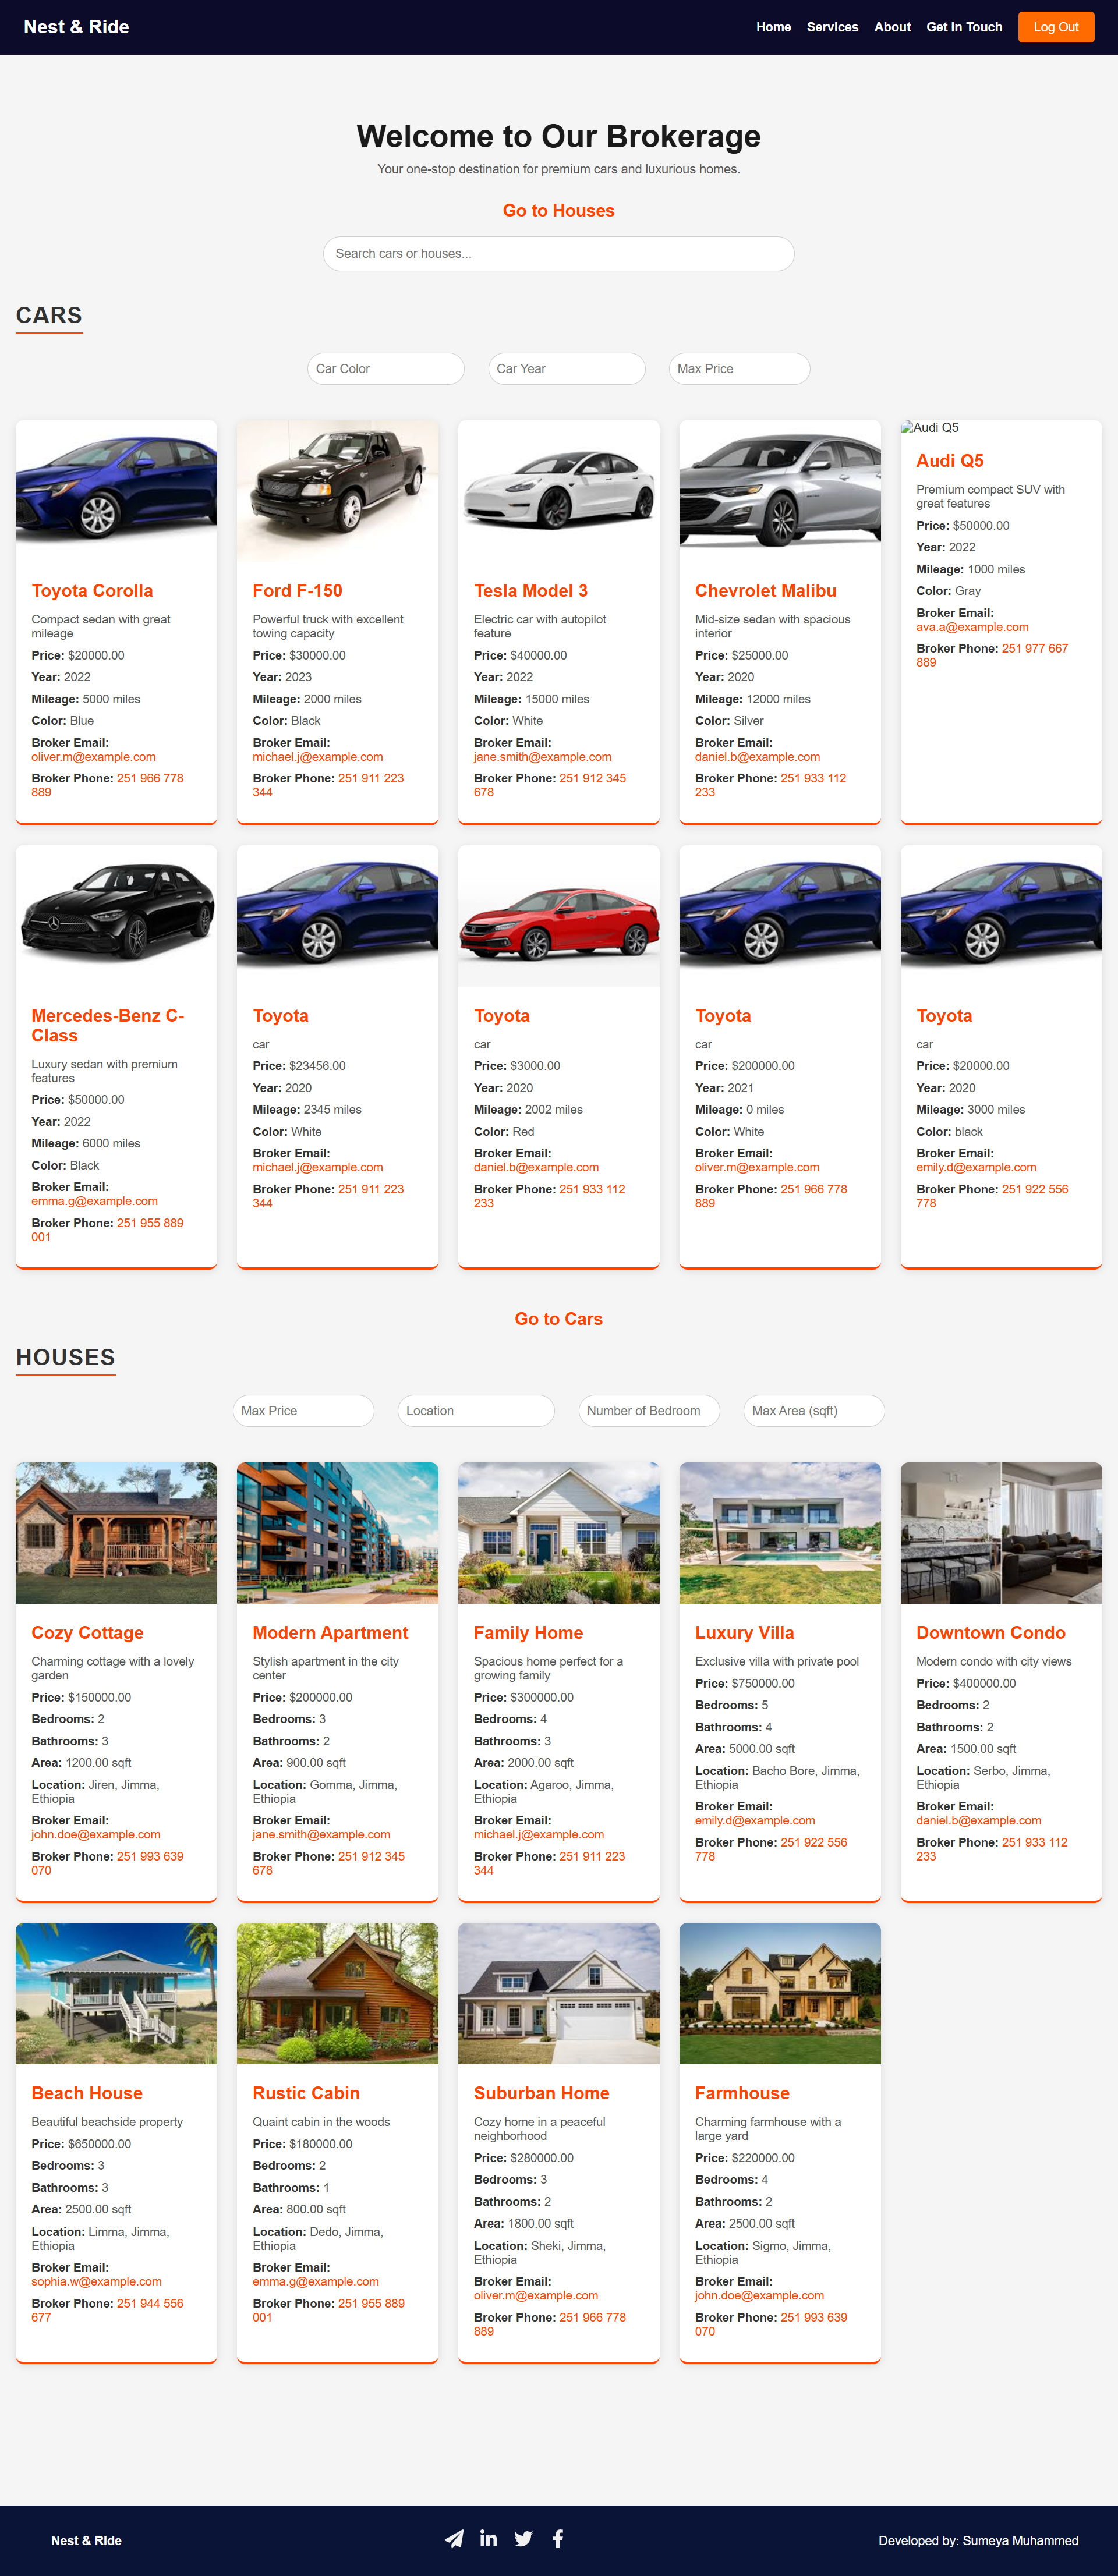 Nest & Ride
Home
Services
About
Get in Touch
Log Out
Welcome to Our Brokerage
Your one-stop destination for premium cars and luxurious homes.
Go to Houses
Search cars or houses...
CARS
Car Color
Car Year
Max Price
Toyota Corolla
Compact sedan with great
mileage
Price: $20000.00
Year: 2022
Mileage: 5000 miles
Color: Blue
Broker Email:
oliver.m@example.com
Broker Phone: 251 966 778
889
Ford F-150
Powerful truck with excellent
towing capacity
Price: $30000.00
Year: 2023
Mileage: 2000 miles
Color: Black
Broker Email:
michael.j@example.com
Broker Phone: 251 911 223
344
Tesla Model 3
Electric car with autopilot
feature
Price: $40000.00
Year: 2022
Mileage: 15000 miles
Color: White
Broker Email:
jane.smith@example.com
Broker Phone: 251 912 345
678
Chevrolet Malibu
Mid-size sedan with spacious
interior
Price: $25000.00
Year: 2020
Mileage: 12000 miles
Color: Silver
Broker Email:
daniel.b@example.com
Broker Phone: 251 933 112
233
Audi Q5
Audi Q5
Premium compact SUV with
great features
Price: $50000.00
Year: 2022
Mileage: 1000 miles
Color: Gray
Broker Email:
ava.a@example.com
Broker Phone: 251 977 667
889
Mercedes-Benz C-
Class
Luxury sedan with premium
features
Price: $50000.00
Year: 2022
Mileage: 6000 miles
Color: Black
Broker Email:
emma.g@example.com
Broker Phone: 251 955 889
001
Toyota
car
Price: $23456.00
Year: 2020
Mileage: 2345 miles
Color: White
Broker Email:
michael.j@example.com
Broker Phone: 251 911 223
344
Toyota
car
Price: $3000.00
Year: 2020
Mileage: 2002 miles
Color: Red
Broker Email:
daniel.b@example.com
Broker Phone: 251 933 112
233
Toyota
car
Price: $200000.00
Year: 2021
Mileage: 0 miles
Color: White
Broker Email:
oliver.m@example.com
Broker Phone: 251 966 778
889
Toyota
car
Price: $20000.00
Year: 2020
Mileage: 3000 miles
Color: black
Broker Email:
emily.d@example.com
Broker Phone: 251 922 556
778
Go to Cars
HOUSES
Max Price
Location
Number of Bedroom
Max Area (sqft)
Cozy Cottage
Charming cottage with a lovely
garden
Price: $150000.00
Bedrooms: 2
Bathrooms: 3
Area: 1200.00 sqft
Location: Jiren, Jimma,
Ethiopia
Broker Email:
john.doe@example.com
Broker Phone: 251 993 639
070
Modern Apartment
Stylish apartment in the city
center
Price: $200000.00
Bedrooms: 3
Bathrooms: 2
Area: 900.00 sqft
Location: Gomma, Jimma,
Ethiopia
Broker Email:
jane.smith@example.com
Broker Phone: 251 912 345
678
Family Home
Spacious home perfect for a
growing family
Price: $300000.00
Bedrooms: 4
Bathrooms: 3
Area: 2000.00 sqft
Location: Agaroo, Jimma,
Ethiopia
Broker Email:
michael.j@example.com
Broker Phone: 251 911 223
344
Luxury Villa
Exclusive villa with private pool
Price: $750000.00
Bedrooms: 5
Bathrooms: 4
Area: 5000.00 sqft
Location: Bacho Bore, Jimma,
Ethiopia
Broker Email:
emily.d@example.com
Broker Phone: 251 922 556
778
Downtown Condo
Modern condo with city views
Price: $400000.00
Bedrooms: 2
Bathrooms: 2
Area: 1500.00 sqft
Location: Serbo, Jimma,
Ethiopia
Broker Email:
daniel.b@example.com
Broker Phone: 251 933 112
233
Beach House
Beautiful beachside property
Price: $650000.00
Bedrooms: 3
Bathrooms: 3
Area: 2500.00 sqft
Location: Limma, Jimma,
Ethiopia
Broker Email:
sophia.w@example.com
Broker Phone: 251 944 556
677
Rustic Cabin
Quaint cabin in the woods
Price: $180000.00
Bedrooms: 2
Bathrooms: 1
Area: 800.00 sqft
Location: Dedo, Jimma,
Ethiopia
Broker Email:
emma.g@example.com
Broker Phone: 251 955 889
001
Suburban Home
Cozy home in a peaceful
neighborhood
Price: $280000.00
Bedrooms: 3
Bathrooms: 2
Area: 1800.00 sqft
Location: Sheki, Jimma,
Ethiopia
Broker Email:
oliver.m@example.com
Broker Phone: 251 966 778
889
Farmhouse
Charming farmhouse with a
large yard
Price: $220000.00
Bedrooms: 4
Bathrooms: 2
Area: 2500.00 sqft
Location: Sigmo, Jimma,
Ethiopia
Broker Email:
john.doe@example.com
Broker Phone: 251 993 639
070
Nest & Ride
Developed by: Sumeya Muhammed